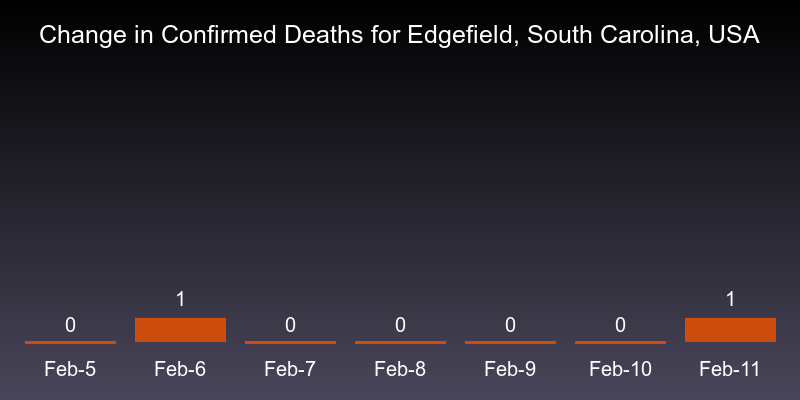 Change in Confirmed Deaths for Edgefield, South Carolina, USA
0 1 0 0 0 0 1
Feb-5 Feb-6 Feb-7 Feb-8 Feb-9 Feb-10 Feb-11